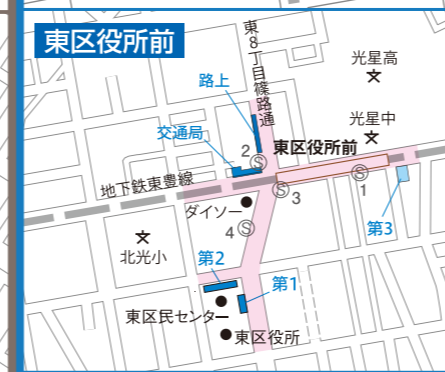 東区役所前
東8丁目篠路通
光星高
路上
光星中
交通局
2
Ⓢ
東区役所前
地下鉄東豊線
Ⓢ
3
Ⓢ
1
ダイソー
4
Ⓢ
第3
北光小
第2
第1
東区民センター
東区役所